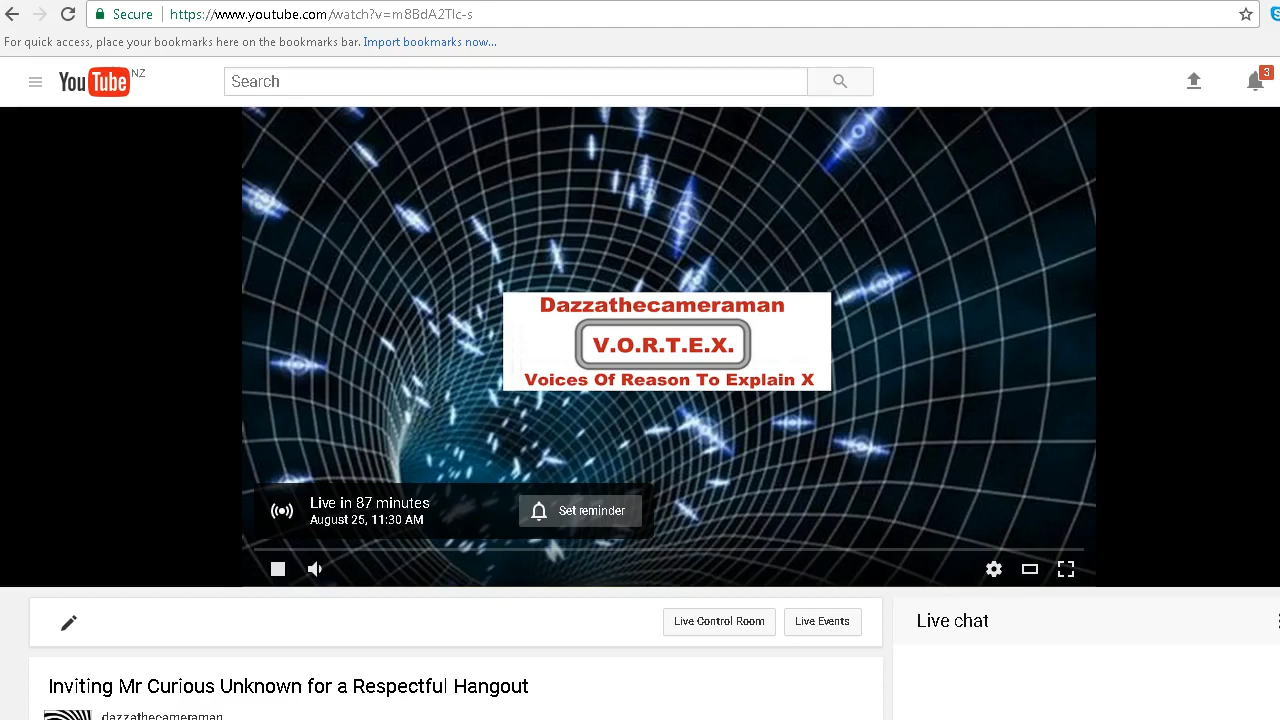 Secure https://www.youtube.com/watch?v=m8BdA2Tlc-s
For quick access, place your bookmarks here on the bookmarks bar. Import bookmarks now...
YouTube NZ
Search
3
Dazzathecameraman
V.O.R.T.E.X.
Voices Of Reason To Explain X
Live in 87 minutes
August 25, 11:30 AM
Set reminder
Live Control Room
Live Events
Live chat
Inviting Mr Curious Unknown for a Respectful Hangout
dazzathecameraman